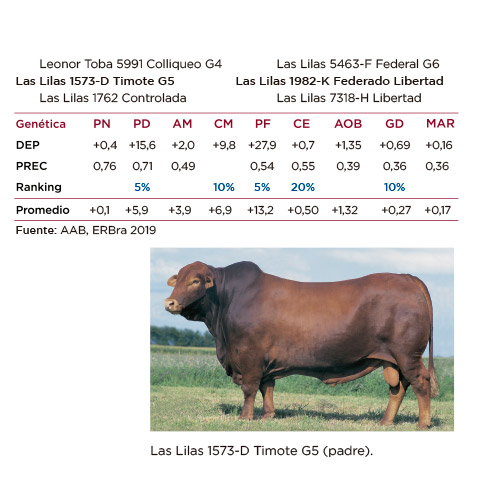 Leonor Toba 5991 Colliqueo G4 Las Lilas 5463-F Federal G6
Las Lilas 1573-D Timote G5 Las Lilas 1982-K Federado Libertad
Las Lilas 1762 Controlada Las Lilas 7318-H Libertad
Genética PN PD AM CM PF CE AOB GD MAR
DEP +0,4 +15,6 +2,0 +9,8 +27,9 +0,7 +1,35 +0,69 +0,16
PREC 0,76 0,71 0,49 0,54 0,55 0,39 0,36 0,36
Ranking 5% 10% 5% 20% 10%
Promedio +0,1 +5,9 +3,9 +6,9 +13,2 +0,50 +1,32 +0,27 +0,17
Fuente: AAB, ERBra 2019
Las Lilas 1573-D Timote G5 (padre).